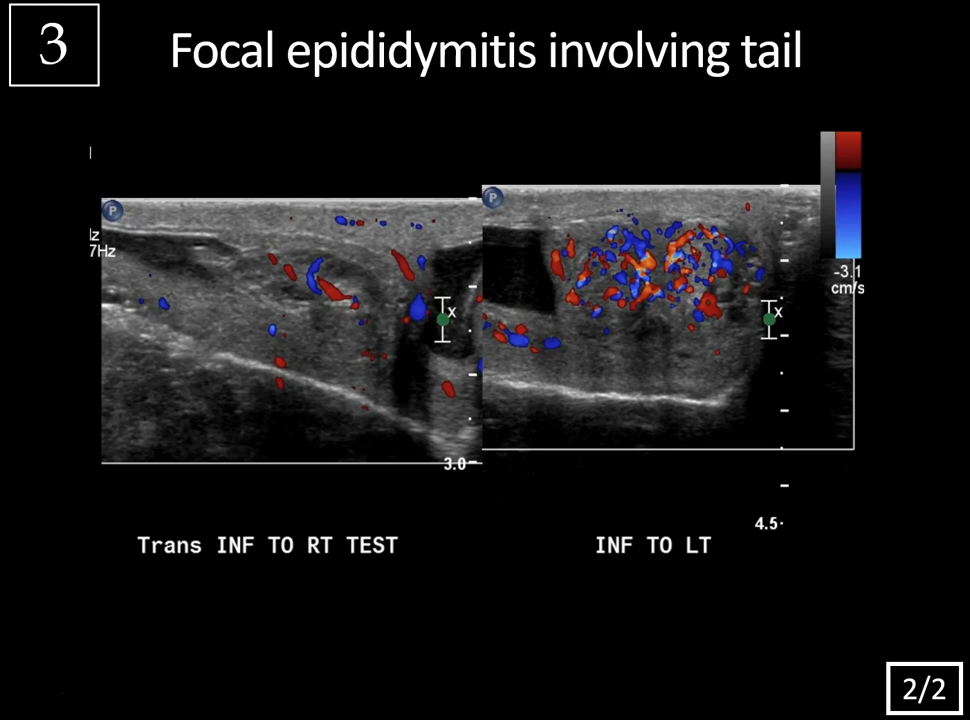 3
Focal epididymitis involving tail
P
P
lz
7Hz
x
x
-3.1
cm/s
3.0
4.5
Trans INF TO RT TEST
INF TO LT
2/2